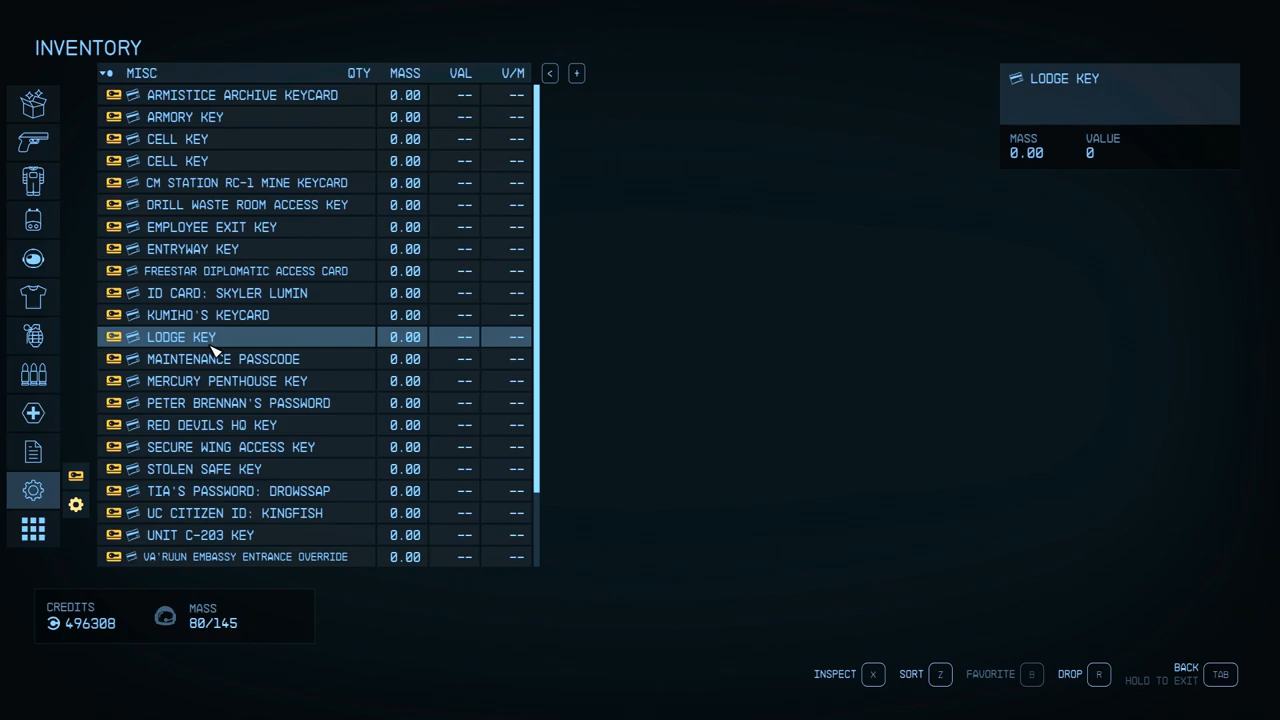 INVENTORY
MISC QTY MASS VAL V/M < +
ARMISTICE ARCHIVE KEYCARD 0.00 -- --
ARMORY KEY 0.00 -- --
CELL KEY 0.00 -- --
CELL KEY 0.00 -- --
CM STATION RC-1 MINE KEYCARD 0.00 -- --
DRILL WASTE ROOM ACCESS KEY 0.00 -- --
EMPLOYEE EXIT KEY 0.00 -- --
ENTRYWAY KEY 0.00 -- --
FREESTAR DIPLOMATIC ACCESS CARD 0.00 -- --
ID CARD: SKYLER LUMIN 0.00 -- --
KUMIHO'S KEYCARD 0.00 -- --
LODGE KEY 0.00 -- --
MAINTENANCE PASSCODE 0.00 -- --
MERCURY PENTHOUSE KEY 0.00 -- --
PETER BRENNAN'S PASSWORD 0.00 -- --
RED DEVILS HQ KEY 0.00 -- --
SECURE WING ACCESS KEY 0.00 -- --
STOLEN SAFE KEY 0.00 -- --
TIA'S PASSWORD: DROWSSAP 0.00 -- --
UC CITIZEN ID: KINGFISH 0.00 -- --
UNIT C-203 KEY 0.00 -- --
VA'RUUN EMBASSY ENTRANCE OVERRIDE 0.00 -- --
LODGE KEY
MASS VALUE
0.00 0
CREDITS MASS
496308 80/145
INSPECT X SORT Z FAVORITE B DROP R BACK TAB
HOLD TO EXIT